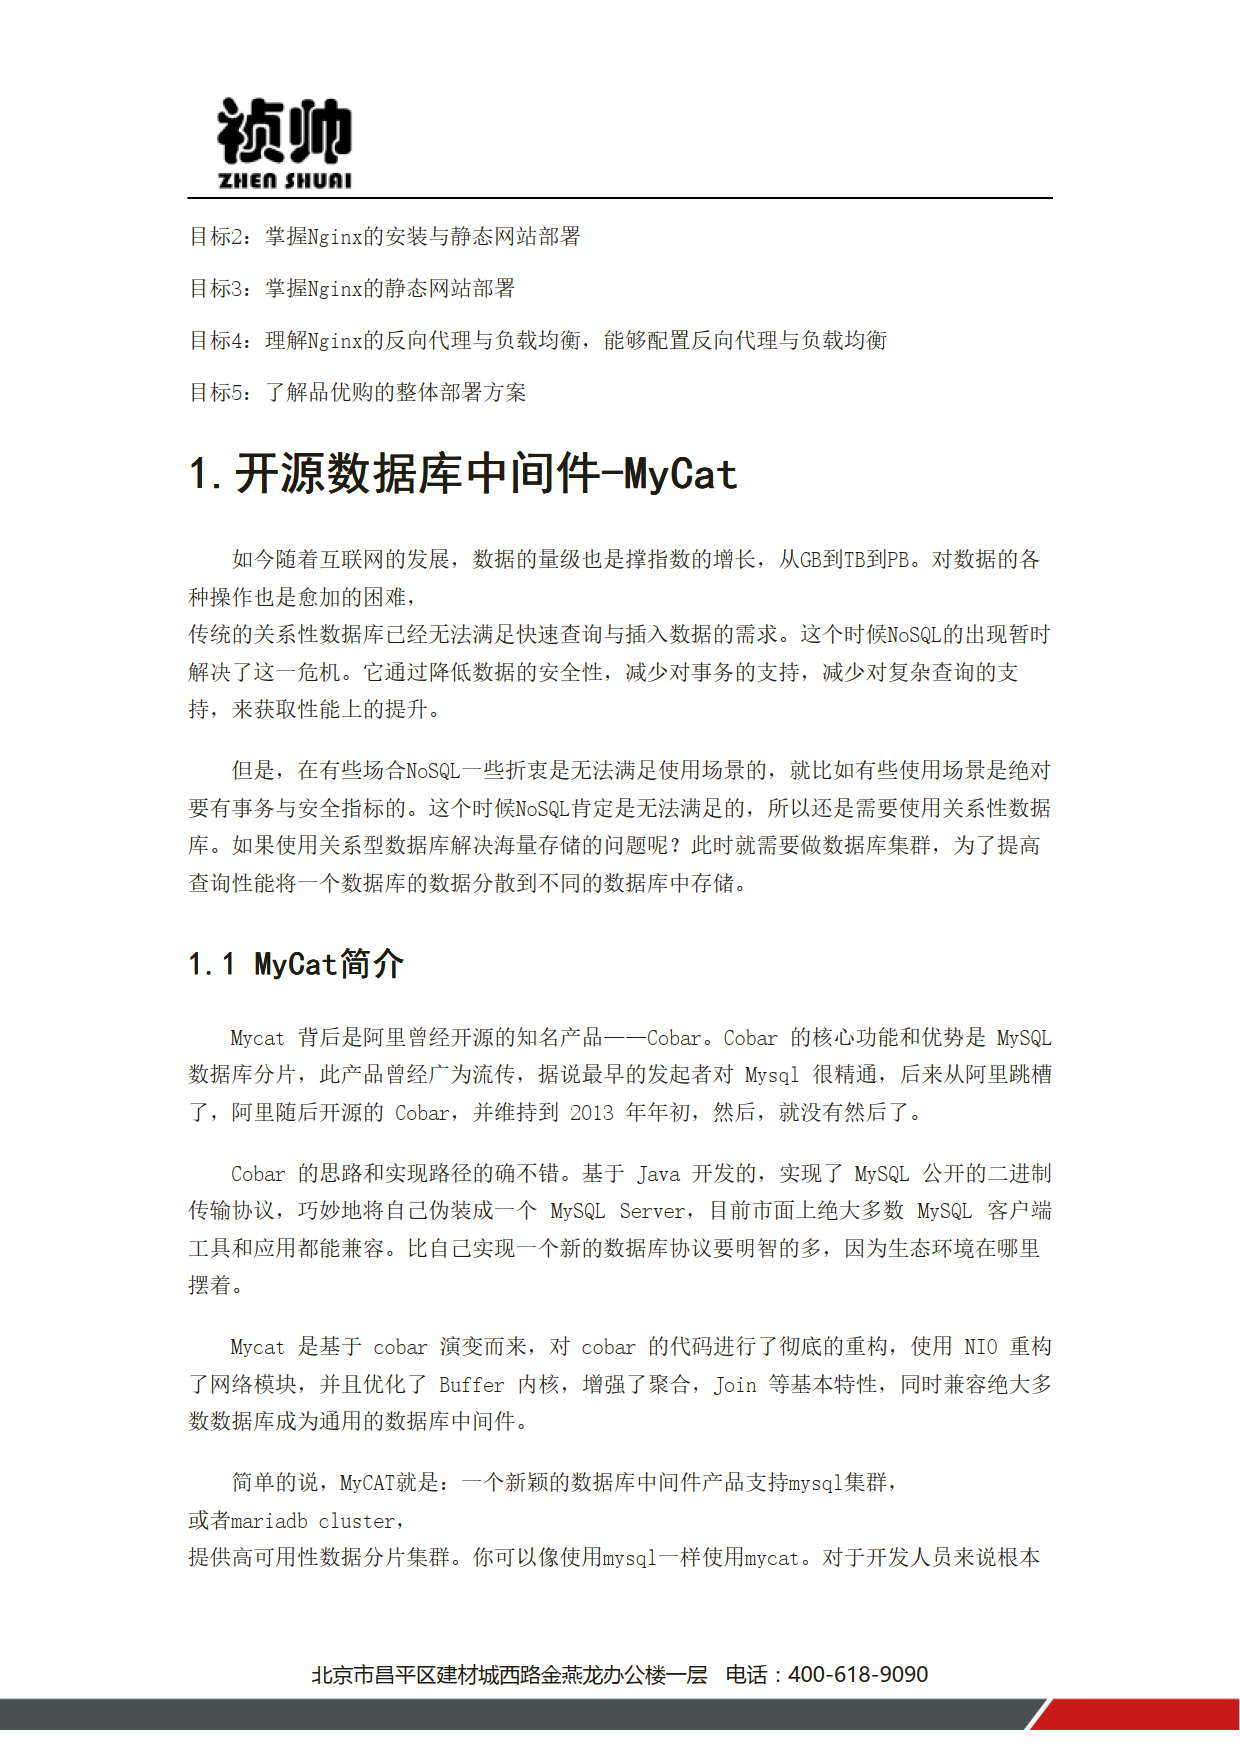 祯帅
ZHEN SHUAI
目标2：掌握Nginx的安装与静态网站部署
目标3：掌握Nginx的静态网站部署
目标4：理解Nginx的反向代理与负载均衡，能够配置反向代理与负载均衡
目标5：了解品优购的整体部署方案
1.开源数据库中间件-MyCat
如今随着互联网的发展，数据的量级也是撑指数的增长，从GB到TB到PB。对数据的各
种操作也是愈加的困难，
传统的关系性数据库已经无法满足快速查询与插入数据的需求。这个时候NoSQL的出现暂时
解决了这一危机。它通过降低数据的安全性，减少对事务的支持，减少对复杂查询的支
持，来获取性能上的提升。
但是，在有些场合NoSQL一些折衷是无法满足使用场景的，就比如有些使用场景是绝对
要有事务与安全指标的。这个时候NoSQL肯定是无法满足的，所以还是需要使用关系性数据
库。如果使用关系型数据库解决海量存储的问题呢？此时就需要做数据库集群，为了提高
查询性能将一个数据库的数据分散到不同的数据库中存储。
1.1 MyCat简介
Mycat 背后是阿里曾经开源的知名产品——Cobar。Cobar 的核心功能和优势是 MySQL
数据库分片，此产品曾经广为流传，据说最早的发起者对 Mysql 很精通，后来从阿里跳槽
了，阿里随后开源的 Cobar，并维持到 2013 年年初，然后，就没有然后了。
Cobar 的思路和实现路径的确不错。基于 Java 开发的，实现了 MySQL 公开的二进制
传输协议，巧妙地将自己伪装成一个 MySQL Server，目前市面上绝大多数 MySQL 客户端
工具和应用都能兼容。比自己实现一个新的数据库协议要明智的多，因为生态环境在哪里
摆着。
Mycat 是基于 cobar 演变而来，对 cobar 的代码进行了彻底的重构，使用 NIO 重构
了网络模块，并且优化了 Buffer 内核，增强了聚合，Join 等基本特性，同时兼容绝大多
数数据库成为通用的数据库中间件。
简单的说，MyCAT就是：一个新颖的数据库中间件产品支持mysql集群，
或者mariadb cluster，
提供高可用性数据分片集群。你可以像使用mysql一样使用mycat。对于开发人员来说根本
北京市昌平区建材城西路金燕龙办公楼一层 电话：400-618-9090